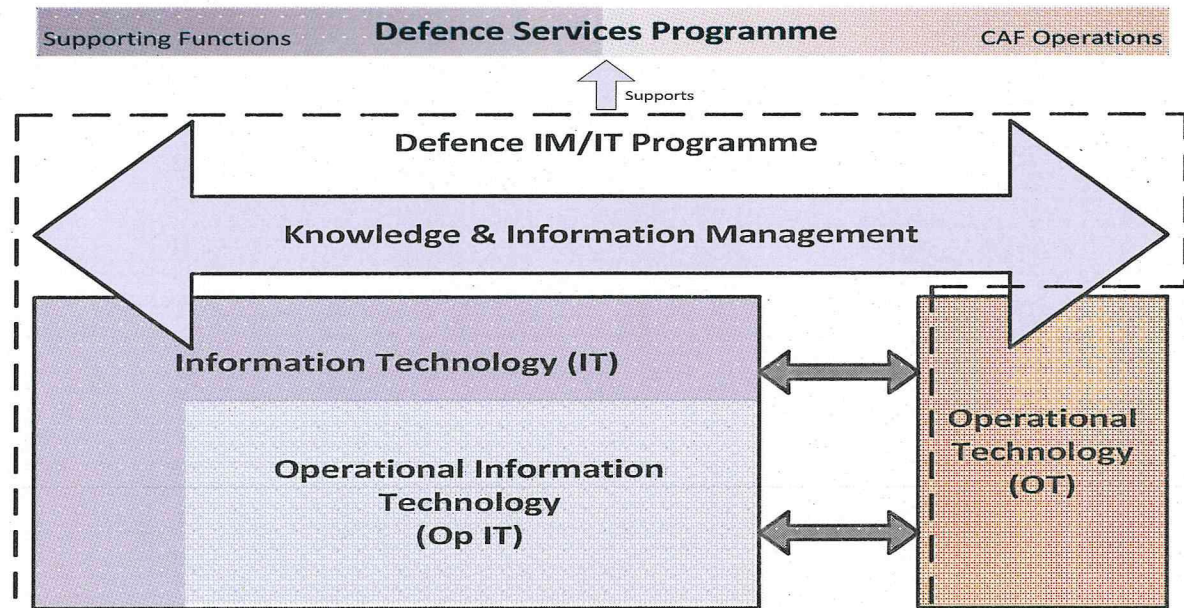 Supporting Functions Defence Services Programme CAF Operations
Supports
Defence IM/IT Programme
Knowledge & Information Management
Information Technology (IT)
Operational Information
Technology
(Op IT)
Operational
Technology
(OT)